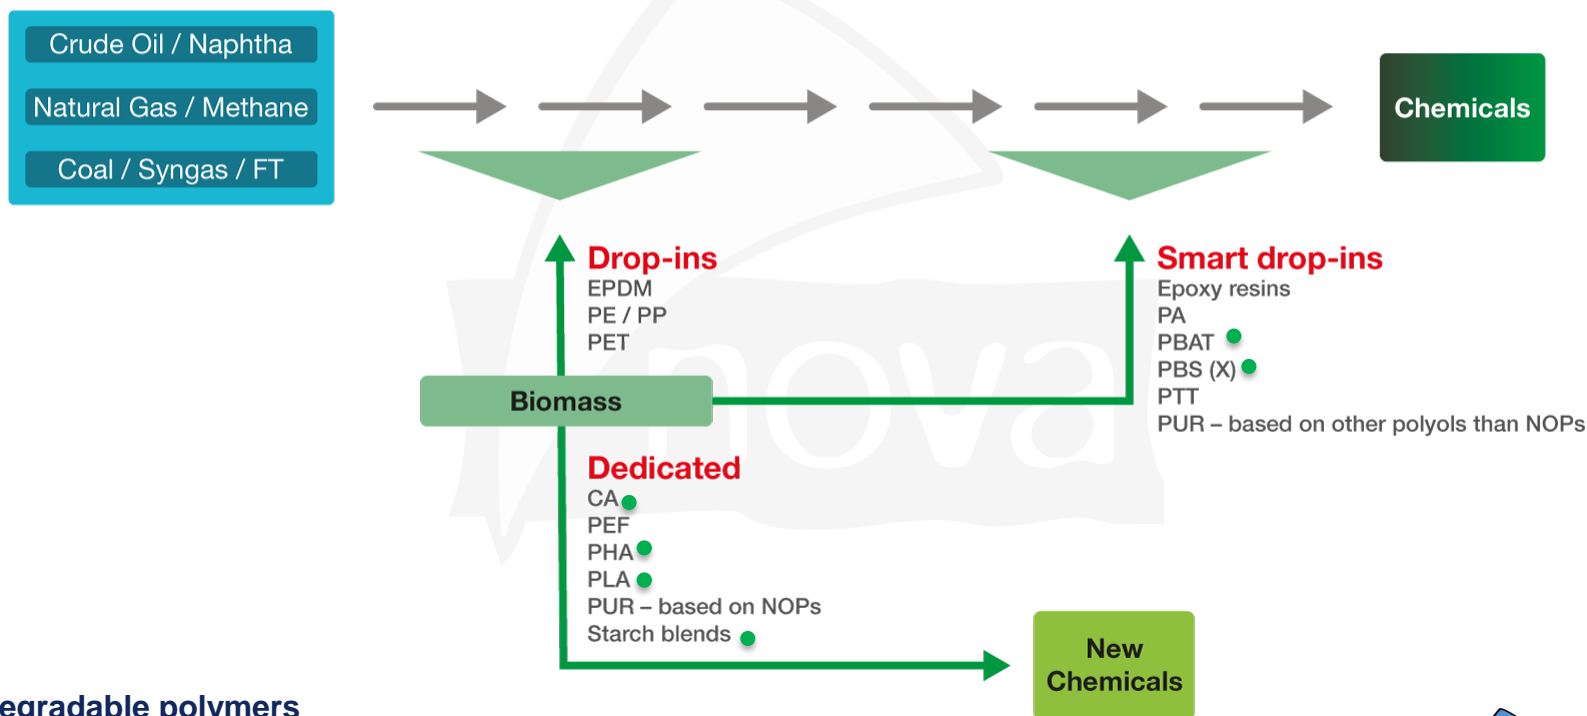 Crude Oil / Naphtha
Natural Gas / Methane
Coal / Syngas / FT
Chemicals
Drop-ins
EPDM
PE / PP
PET
Smart drop-ins
Epoxy resins
PA
PBAT
PBS (X)
PTT
PUR – based on other polyols than NOPs
Biomass
nova
Dedicated
CA
PEF
PHA
PLA
PUR – based on NOPs
Starch blends
New
Chemicals
egradable polymers